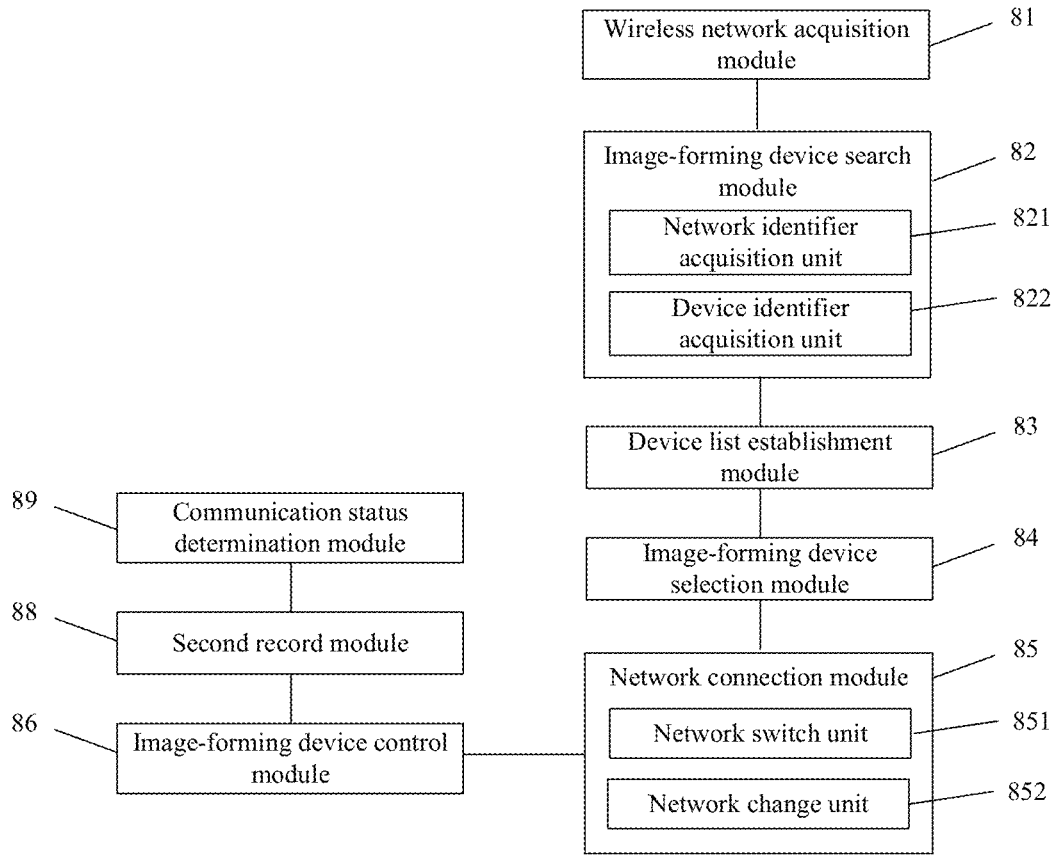 Wireless network acquisition
module
81
Image-forming device search
module
82
Network identifier
acquisition unit
821
Device identifier
acquisition unit
822
Device list establishment
module
83
Image-forming device
selection module
84
Network connection module
85
Network switch unit
851
Network change unit
852
89
Communication status
determination module
88
Second record module
86
Image-forming device control
module